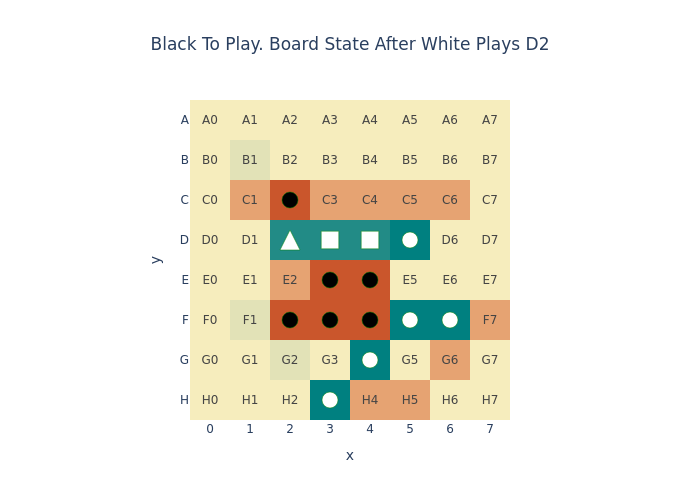 Black To Play. Board State After White Plays D2
A A0 A1 A2 A3 A4 A5 A6 A7
B B0 B1 B2 B3 B4 B5 B6 B7
C C0 C1 C3 C4 C5 C6 C7
D D0 D1 D6 D7
E E0 E1 E2 E5 E6 E7
F F0 F1 F7
G G0 G1 G2 G3 G5 G6 G7
H H0 H1 H2 H4 H5 H6 H7
0 1 2 3 4 5 6 7
x
y